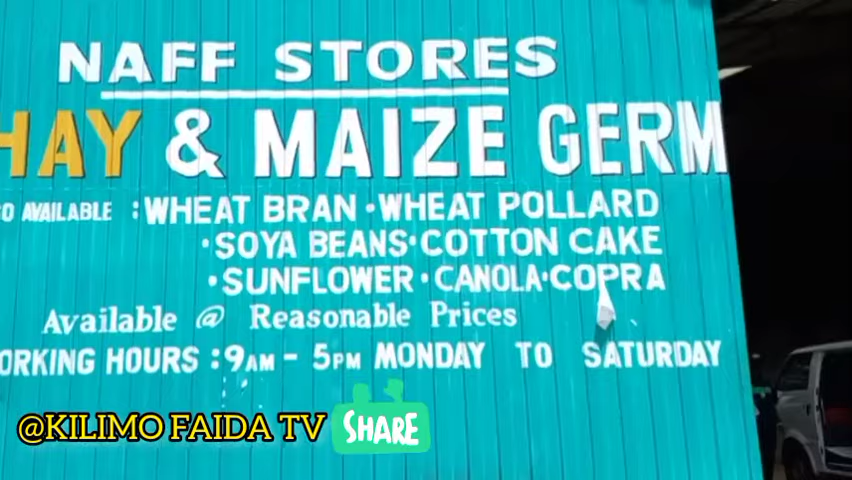 NAFF STORES
HAY & MAIZE GERM
AVAILABLE : WHEAT BRAN • WHEAT POLLARD
• SOYA BEANS • COTTON CAKE
• SUNFLOWER • CANOLA • COPRA
Available @ Reasonable Prices
ORKING HOURS : 9AM - 5PM MONDAY TO SATURDAY
@KILIMO FAIDA TV SHARE